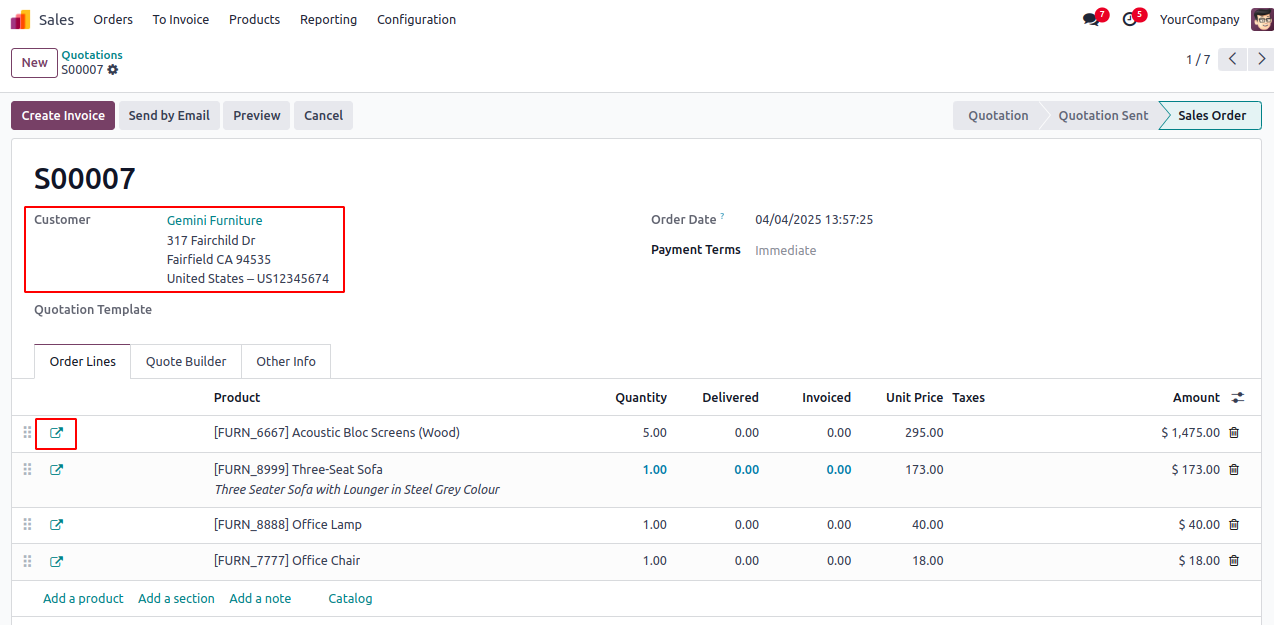 Sales Orders To Invoice Products Reporting Configuration 7 5 YourCompany
New Quotations
S00007 1 / 7
Create Invoice Send by Email Preview Cancel Quotation Quotation Sent Sales Order
S00007
Customer Gemini Furniture Order Date ? 04/04/2025 13:57:25
317 Fairchild Dr
Payment Terms Immediate
Fairfield CA 94535
United States – US12345674
Quotation Template
Order Lines Quote Builder Other Info
Product Quantity Delivered Invoiced Unit Price Taxes Amount
[FURN_6667] Acoustic Bloc Screens (Wood) 5.00 0.00 0.00 295.00 $ 1,475.00
[FURN_8999] Three-Seat Sofa 1.00 0.00 0.00 173.00 $ 173.00
Three Seater Sofa with Lounger in Steel Grey Colour
[FURN_8888] Office Lamp 1.00 0.00 0.00 40.00 $ 40.00
[FURN_7777] Office Chair 1.00 0.00 0.00 18.00 $ 18.00
Add a product Add a section Add a note Catalog